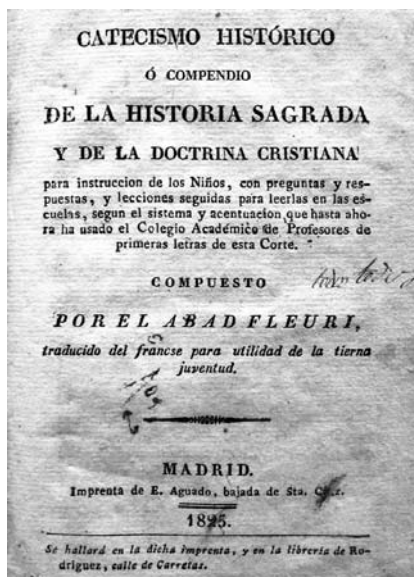 CATECISMO HISTÓRICO
Ó COMPENDIO
DE LA HISTORIA SAGRADA
Y DE LA DOCTRINA CRISTIANA
para instruccion de los Niños, con preguntas y res-
puestas, y lecciones seguidas para leerlas en las es-
cuelas, segun el sistema y acentuacion, que hasta aho-
ra ha usado el Colegio Académico de Profesores de
primeras letras de esta Corte.
COMPUESTO
POR EL ABAD FLEURI,
traducido del francse para utilidad de la tierna
juventud.
MADRID.
Imprenta de E. Aguado, bajada de Sta.
1825.
Se hallará en la dicha imprenta, y en la librería de Ro-
driguez, calle de Carretas.